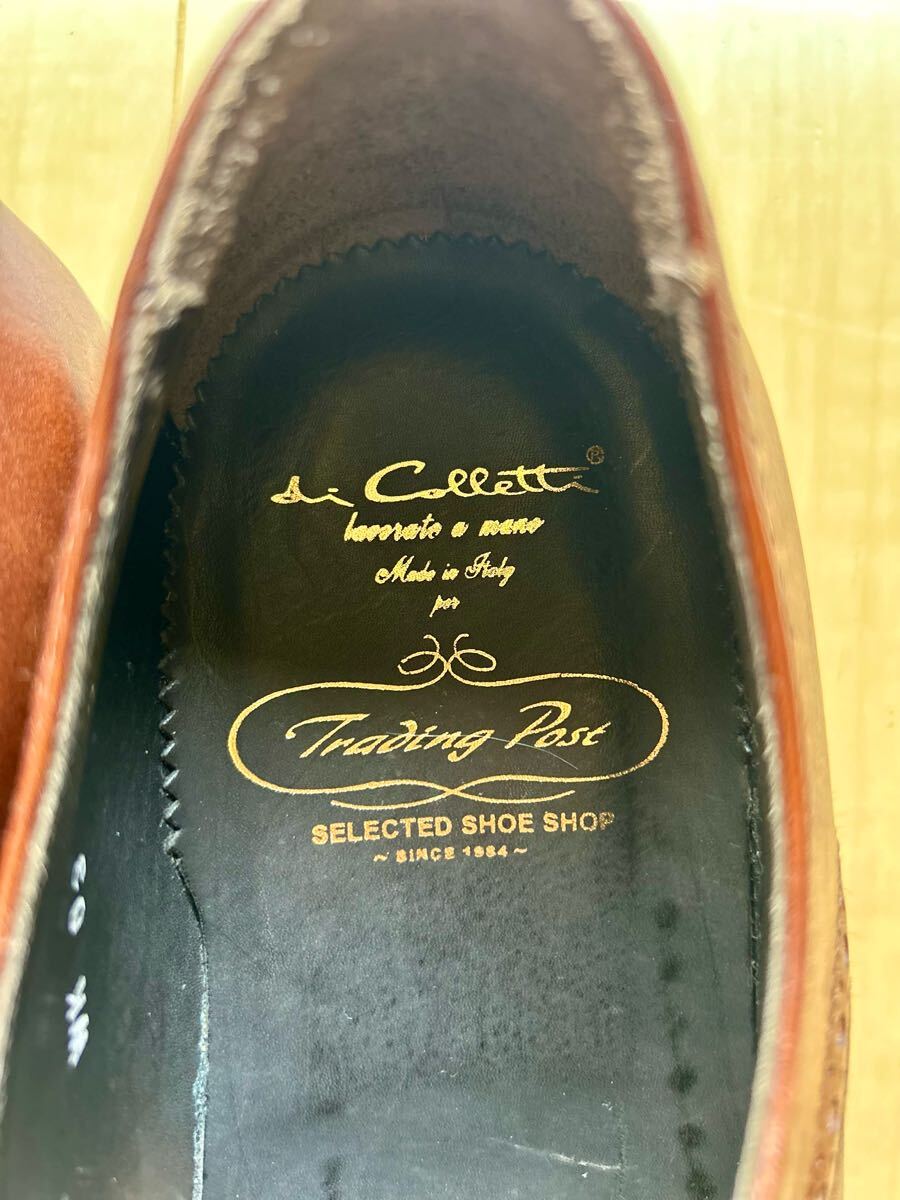 di Colletti®
lavorato a mano
Made in Italy
per
Trading Post
SELECTED SHOE SHOP
~ SINCE 1984 ~